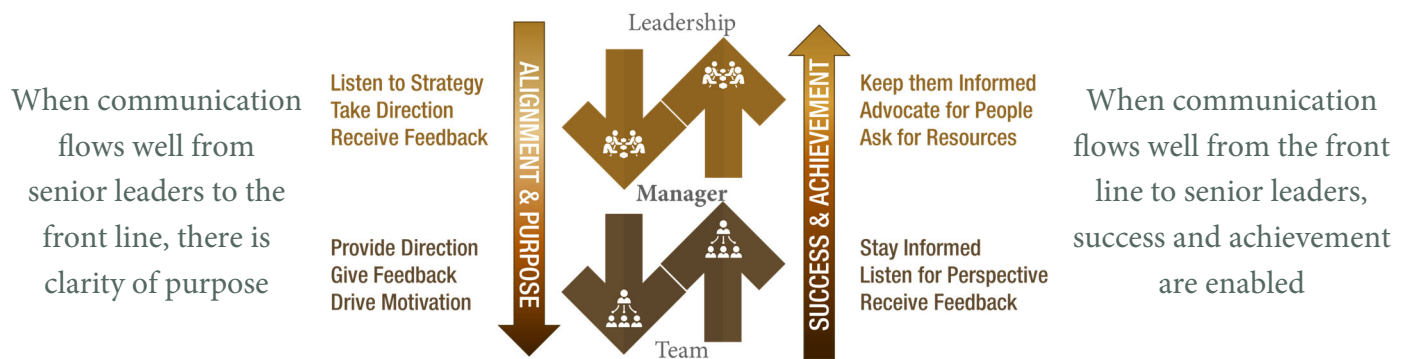 When communication
flows well from
senior leaders to the
front line, there is
clarity of purpose
Listen to Strategy
Take Direction
Receive Feedback
Provide Direction
Give Feedback
Drive Motivation
ALIGNMENT & PURPOSE
Leadership
Manager
Team
SUCCESS & ACHIEVEMENT
Keep them Informed
Advocate for People
Ask for Resources
Stay Informed
Listen for Perspective
Receive Feedback
When communication
flows well from the front
line to senior leaders,
success and achievement
are enabled